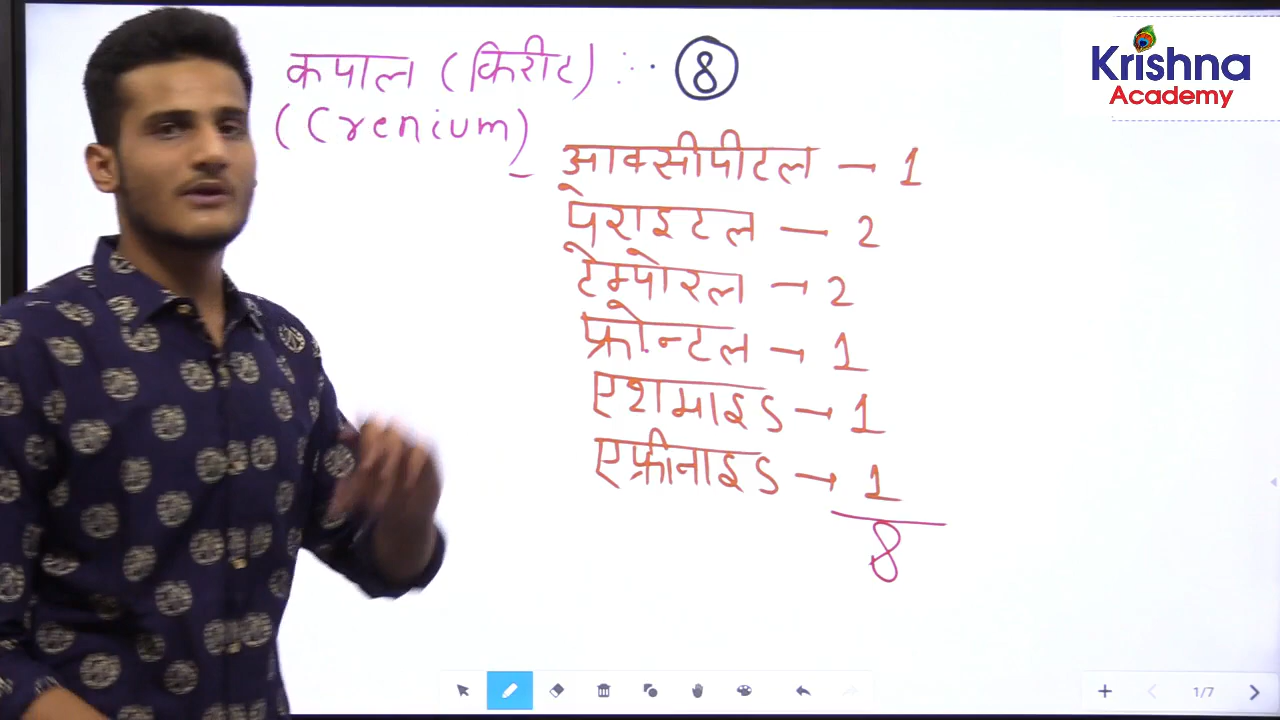 कपाल (किरीट) :- 8
(Crenium)
आक्सीपीटल → 1
पेराइटल — 2
टेम्पोरल → 2
फ्रोन्टल → 1
एशमाइड → 1
एफ्रीनाइड → 1
8
Krishna
Academy
1/7